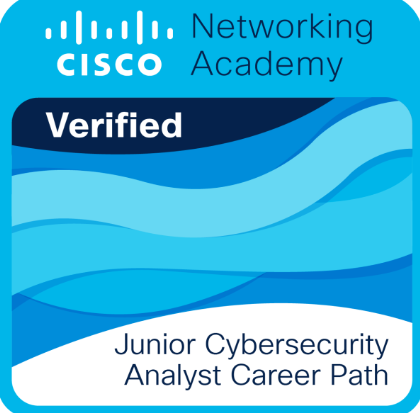 CISCO Networking
Academy
Verified
Junior Cybersecurity
Analyst Career Path